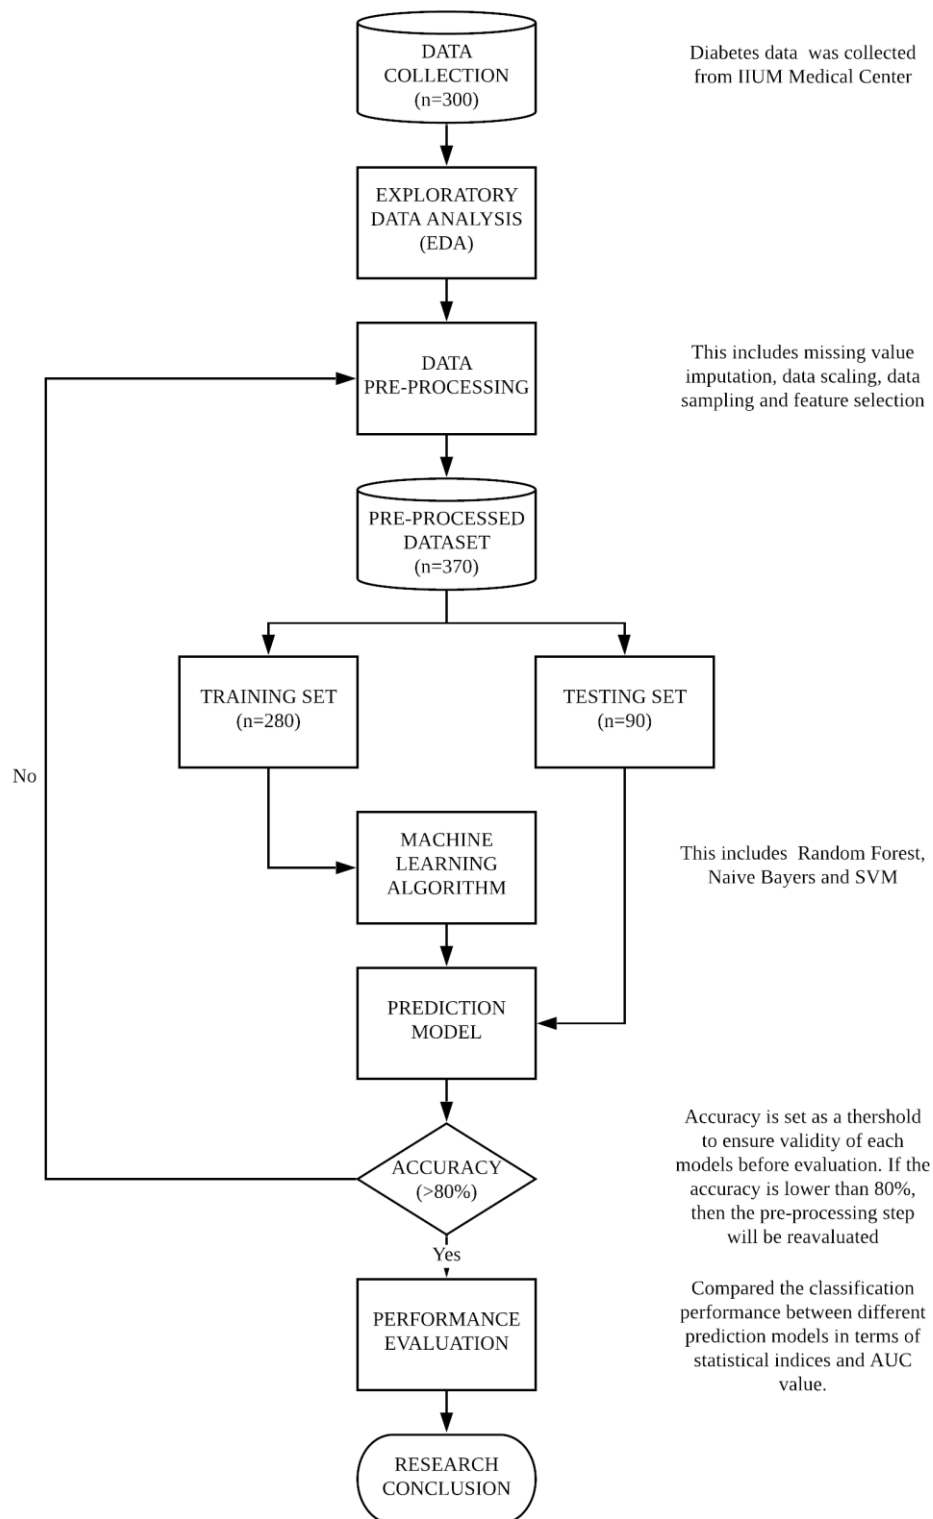 DATA
COLLECTION
(n=300)
Diabetes data was collected
from IIUM Medical Center
EXPLORATORY
DATA ANALYSIS
(EDA)
DATA
PRE-PROCESSING
This includes missing value
imputation, data scaling, data
sampling and feature selection
PRE-PROCESSED
DATASET
(n=370)
TRAINING SET
(n=280)
TESTING SET
(n=90)
No
MACHINE
LEARNING
ALGORITHM
This includes Random Forest,
Naive Bayers and SVM
PREDICTION
MODEL
ACCURACY
(>80%)
Accuracy is set as a thershold
to ensure validity of each
models before evaluation. If the
accuracy is lower than 80%,
then the pre-processing step
will be reavaluated
Yes
PERFORMANCE
EVALUATION
Compared the classification
performance between different
prediction models in terms of
statistical indices and AUC
value.
RESEARCH
CONCLUSION